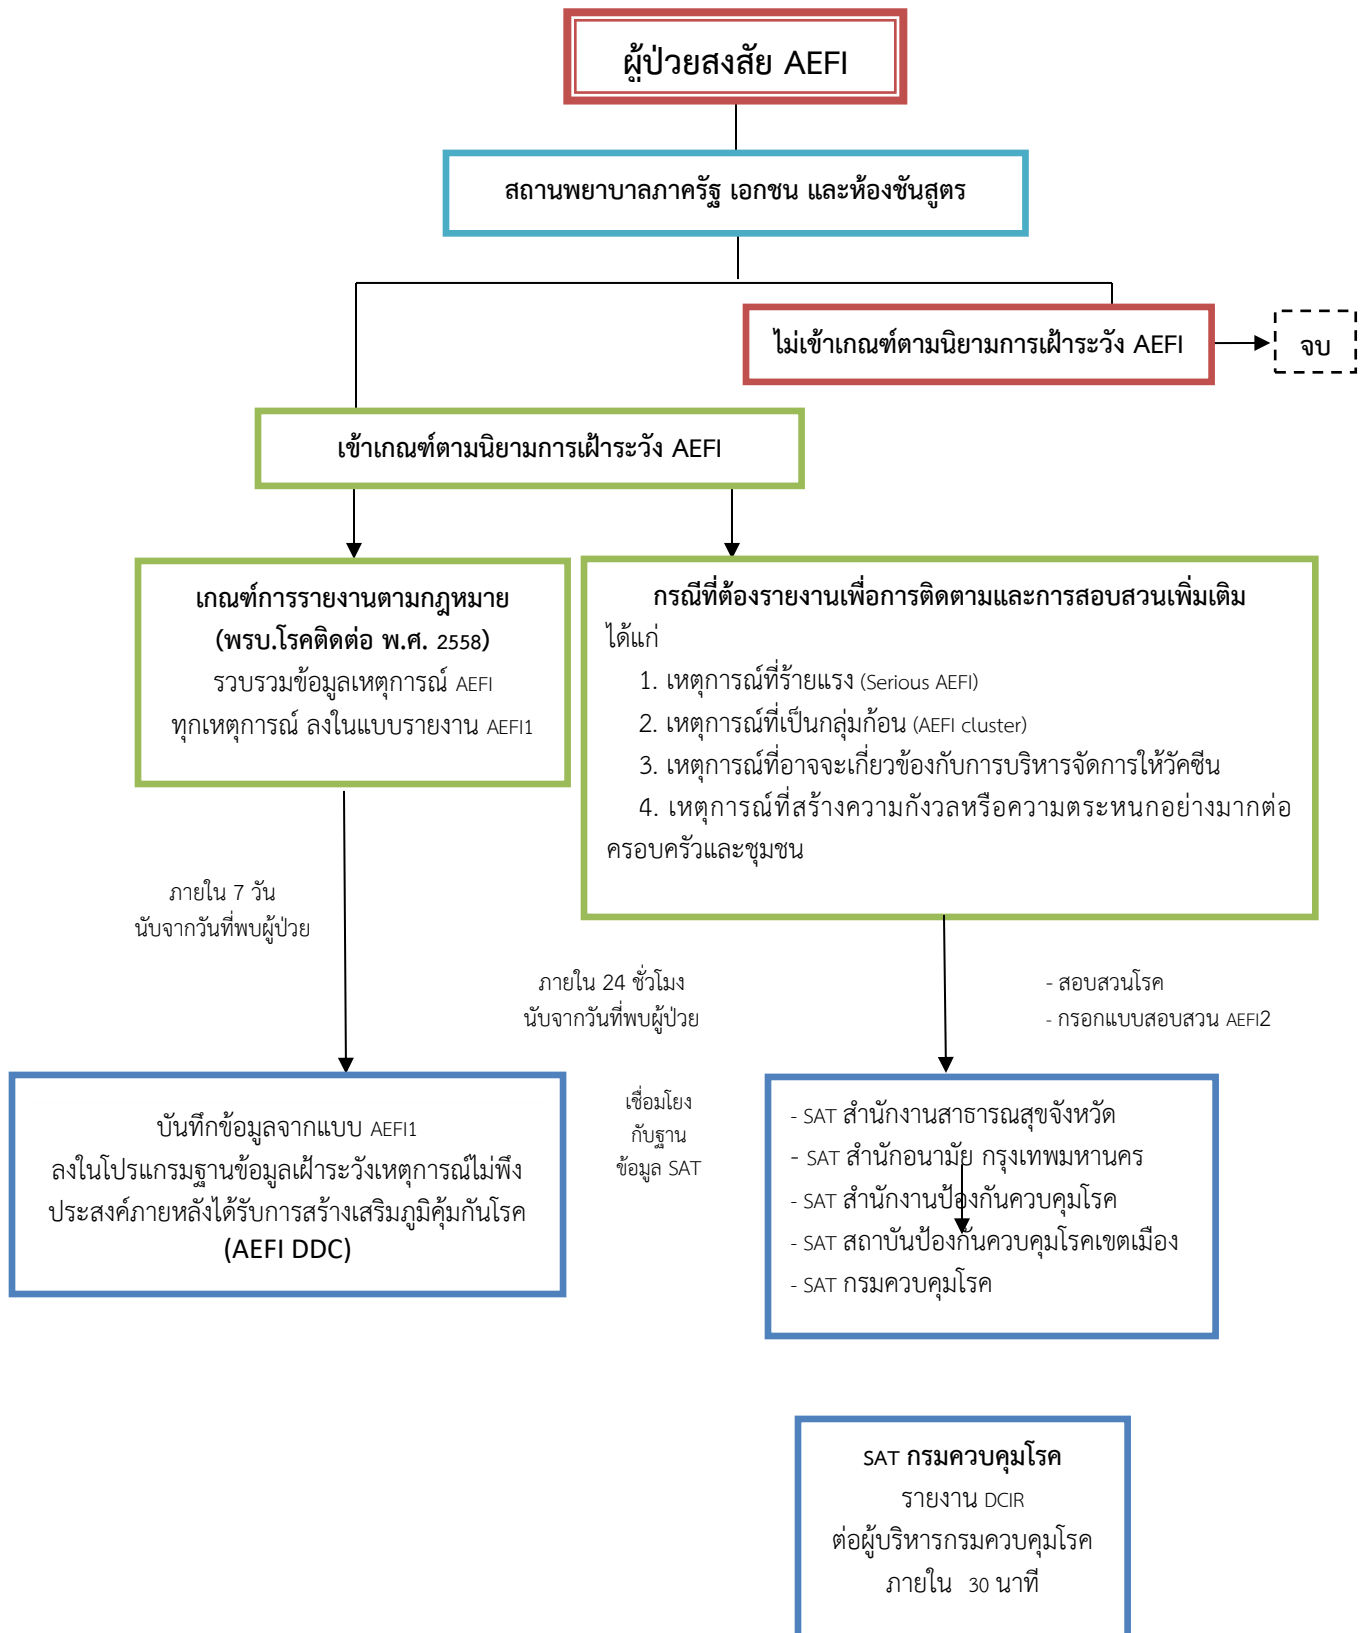 ผู้ป่วยสงสัย AEFI
สถานพยาบาลภาครัฐ เอกชน และห้องชันสูตร
ไม่เข้าเกณฑ์ตามนิยามการเฝ้าระวัง AEFI
จบ
เข้าเกณฑ์ตามนิยามการเฝ้าระวัง AEFI
เกณฑ์การรายงานตามกฎหมาย
(พรบ.โรคติดต่อ พ.ศ. 2558)
รวบรวมข้อมูลเหตุการณ์ AEFI
ทุกเหตุการณ์ ลงในแบบรายงาน AEFI1
กรณีที่ต้องรายงานเพื่อการติดตามและการสอบสวนเพิ่มเติม
ได้แก่
1. เหตุการณ์ที่ร้ายแรง (Serious AEFI)
2. เหตุการณ์ที่เป็นกลุ่มก้อน (AEFI cluster)
3. เหตุการณ์ที่อาจจะเกี่ยวข้องกับการบริหารจัดการให้วัคซีน
4. เหตุการณ์ที่สร้างความกังวลหรือความตระหนกอย่างมากต่อ
ครอบครัวและชุมชน
ภายใน 7 วัน
นับจากวันที่พบผู้ป่วย
ภายใน 24 ชั่วโมง
นับจากวันที่พบผู้ป่วย
- สอบสวนโรค
- กรอกแบบสอบสวน AEFI2
บันทึกข้อมูลจากแบบ AEFI1
ลงในโปรแกรมฐานข้อมูลเฝ้าระวังเหตุการณ์ไม่พึง
ประสงค์ภายหลังได้รับการสร้างเสริมภูมิคุ้มกันโรค
(AEFI DDC)
เชื่อมโยง
กับฐาน
ข้อมูล SAT
- SAT สำนักงานสาธารณสุขจังหวัด
- SAT สำนักอนามัย กรุงเทพมหานคร
- SAT สำนักงานป้องกันควบคุมโรค
- SAT สถาบันป้องกันควบคุมโรคเขตเมือง
- SAT กรมควบคุมโรค
SAT กรมควบคุมโรค
รายงาน DCIR
ต่อผู้บริหารกรมควบคุมโรค
ภายใน 30 นาที